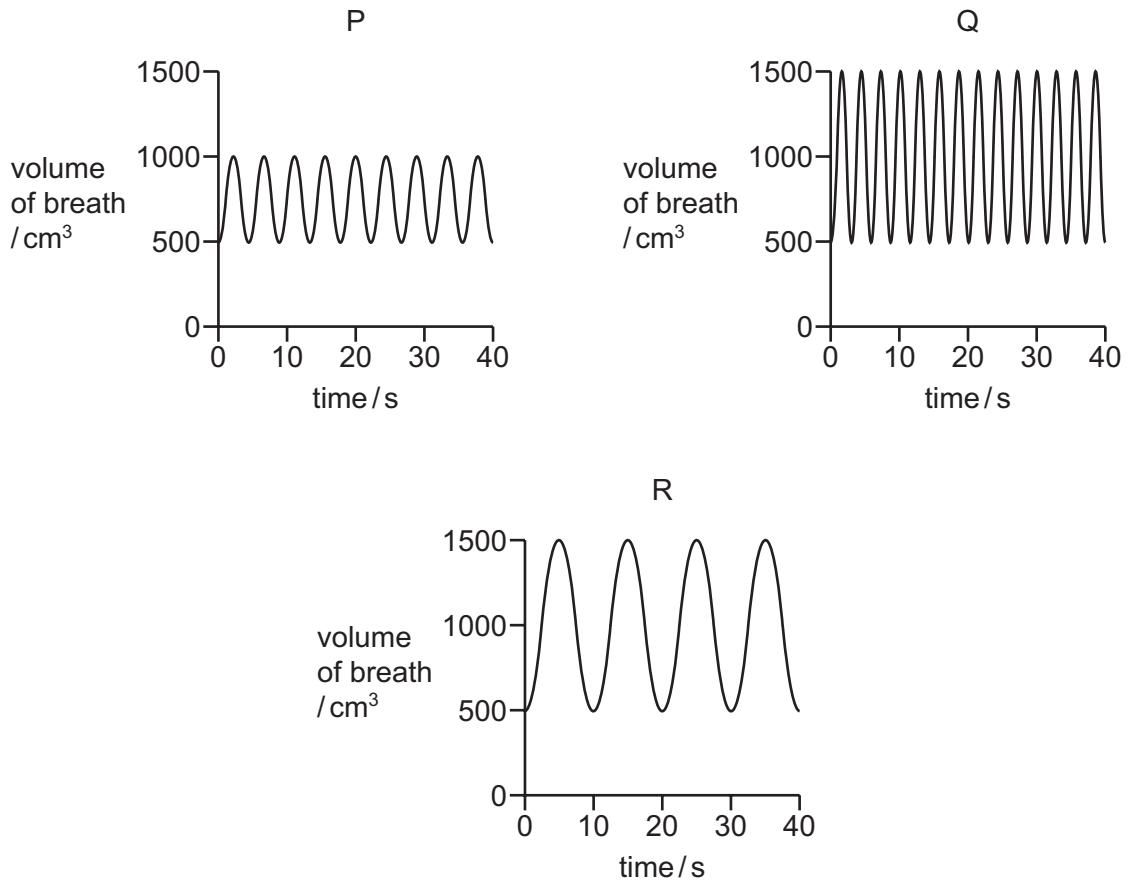 P
1500
1000
500
0
volume
of breath
/ cm³
0 10 20 30 40
time / s
Q
1500
1000
500
0
volume
of breath
/ cm³
0 10 20 30 40
time / s
R
1500
1000
500
0
volume
of breath
/ cm³
0 10 20 30 40
time / s